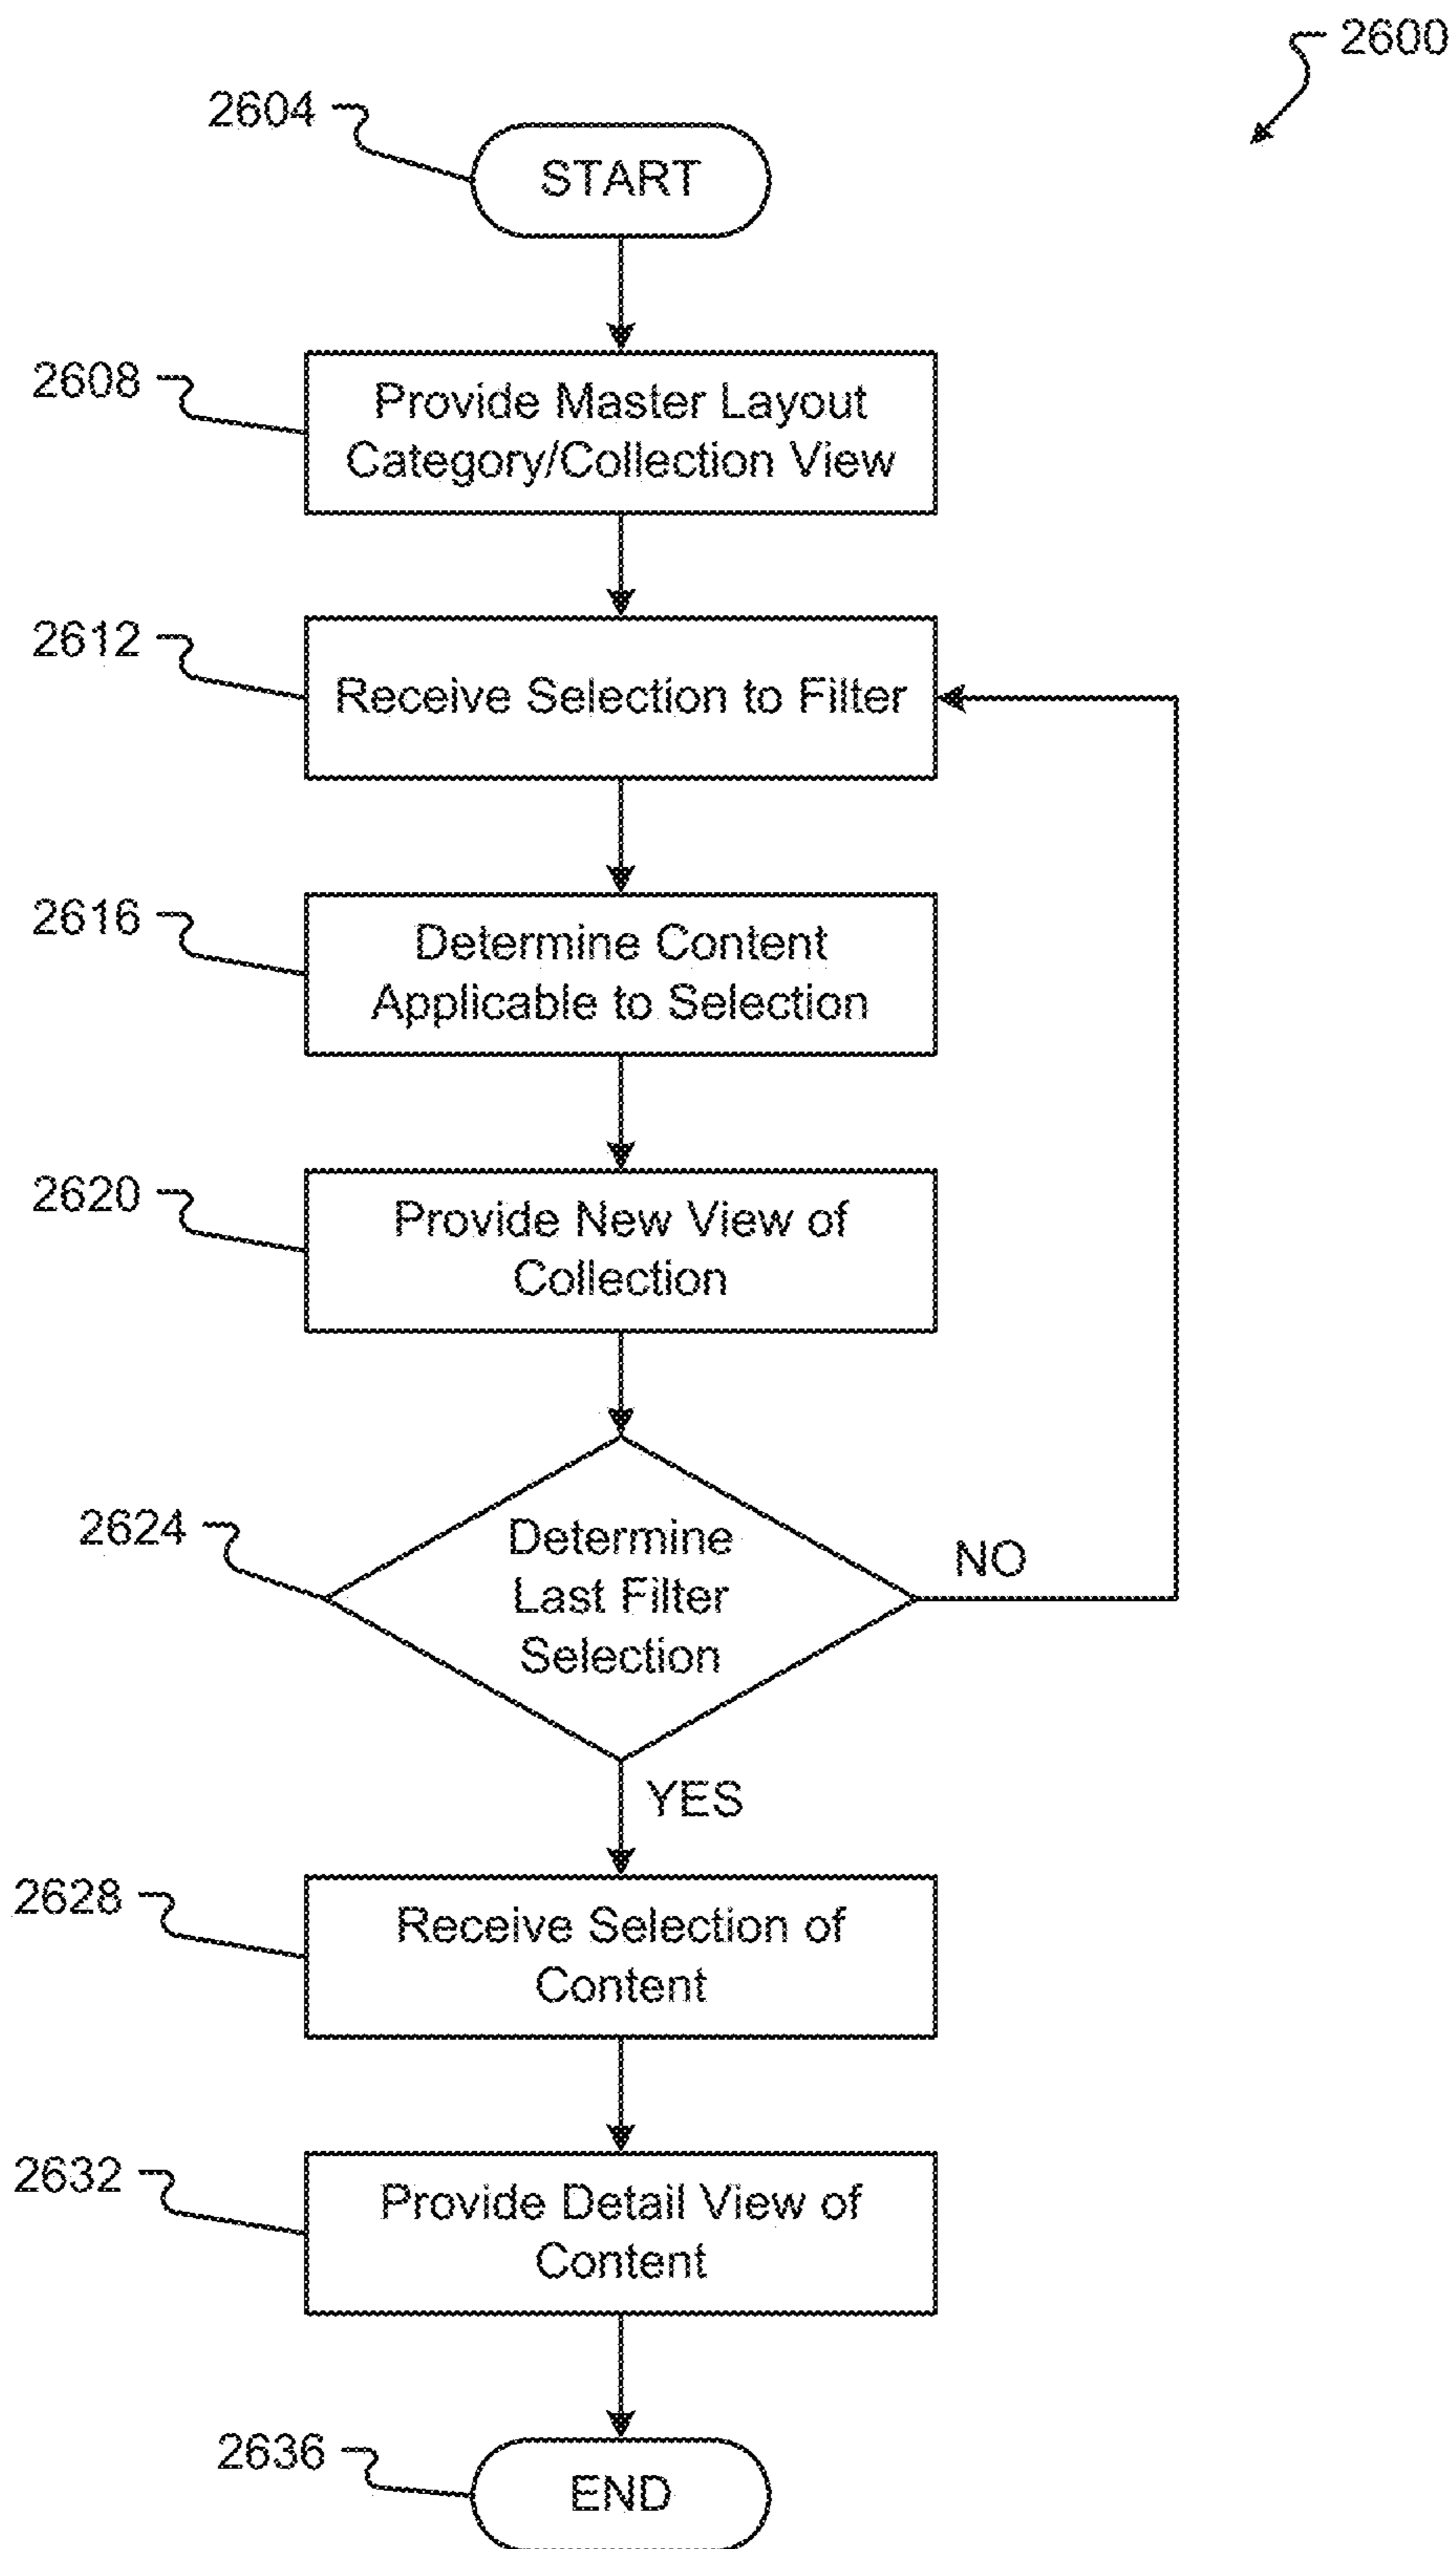 2600
2604
START
2608
Provide Master Layout
Category/Collection View
2612
Receive Selection to Filter
2616
Determine Content
Applicable to Selection
2620
Provide New View of
Collection
2624
Determine
Last Filter
Selection
NO
YES
2628
Receive Selection of
Content
2632
Provide Detail View of
Content
2636
END